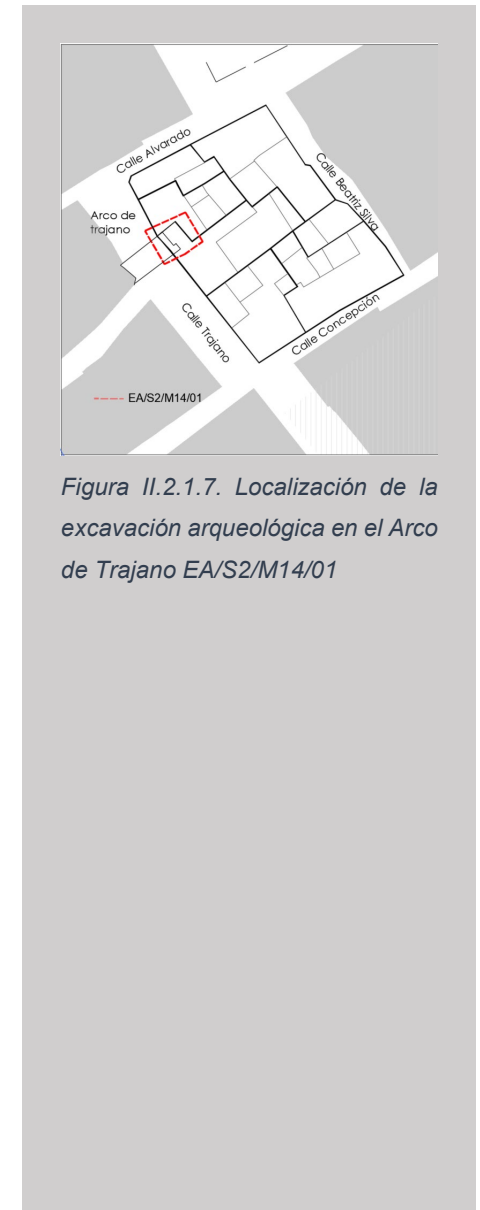 Calle Alvarado
Calle Beatriz Silva
Arco de
trajano
Calle Trajano
Calle Concepción
EA/S2/M14/01
Figura II.2.1.7. Localización de la
excavación arqueológica en el Arco
de Trajano EA/S2/M14/01